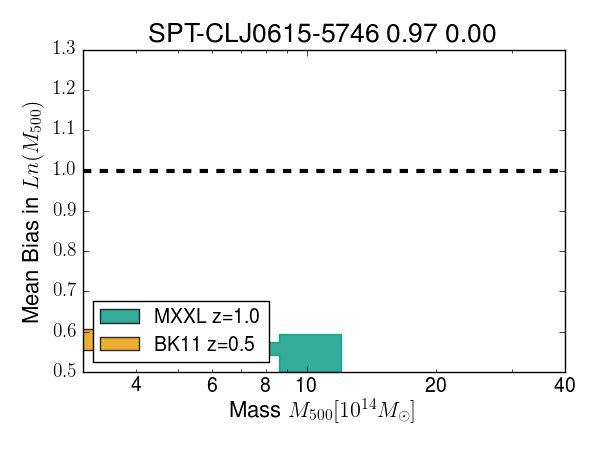 SPT-CLJ0615-5746 0.97 0.00
1.3
1.2
1.1
1.0
0.9
0.8
0.7
0.6
0.5
Mean Bias in Ln(M500)
MXXL z=1.0
BK11 z=0.5
4 6 8 10 20 40
Mass M500[10^14 M⊙]